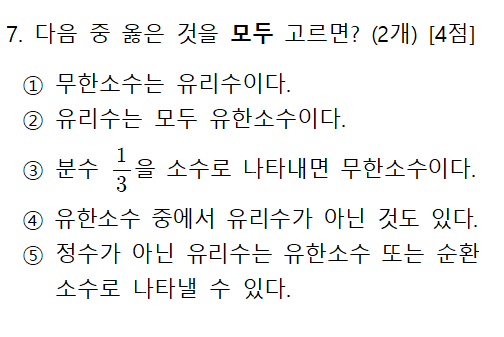 7. 다음 중 옳은 것을 모두 고르면? (2개) [4점]
① 무한소수는 유리수이다.
② 유리수는 모두 유한소수이다.
③ 분수 1/3을 소수로 나타내면 무한소수이다.
④ 유한소수 중에서 유리수가 아닌 것도 있다.
⑤ 정수가 아닌 유리수는 유한소수 또는 순환
소수로 나타낼 수 있다.